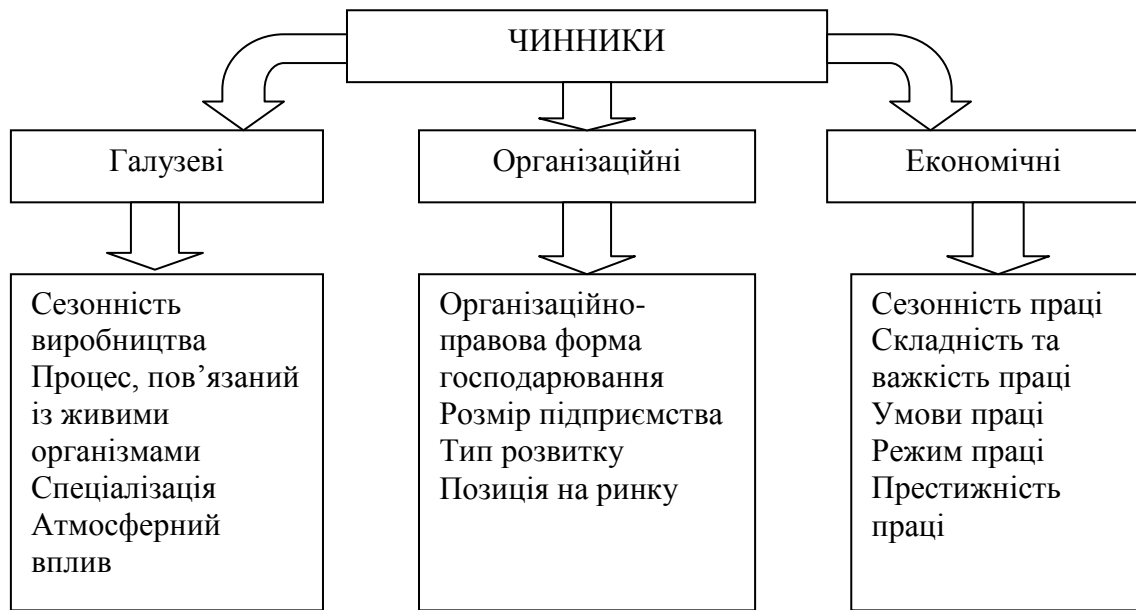 ЧИННИКИ
Галузеві
Організаційні
Економічні
Сезонність
виробництва
Процес, пов’язаний
із живими
організмами
Спеціалізація
Атмосферний
вплив
Організаційно-
правова форма
господарювання
Розмір підприємства
Тип розвитку
Позиція на ринку
Сезонність праці
Складність та
важкість праці
Умови праці
Режим праці
Престижність
праці